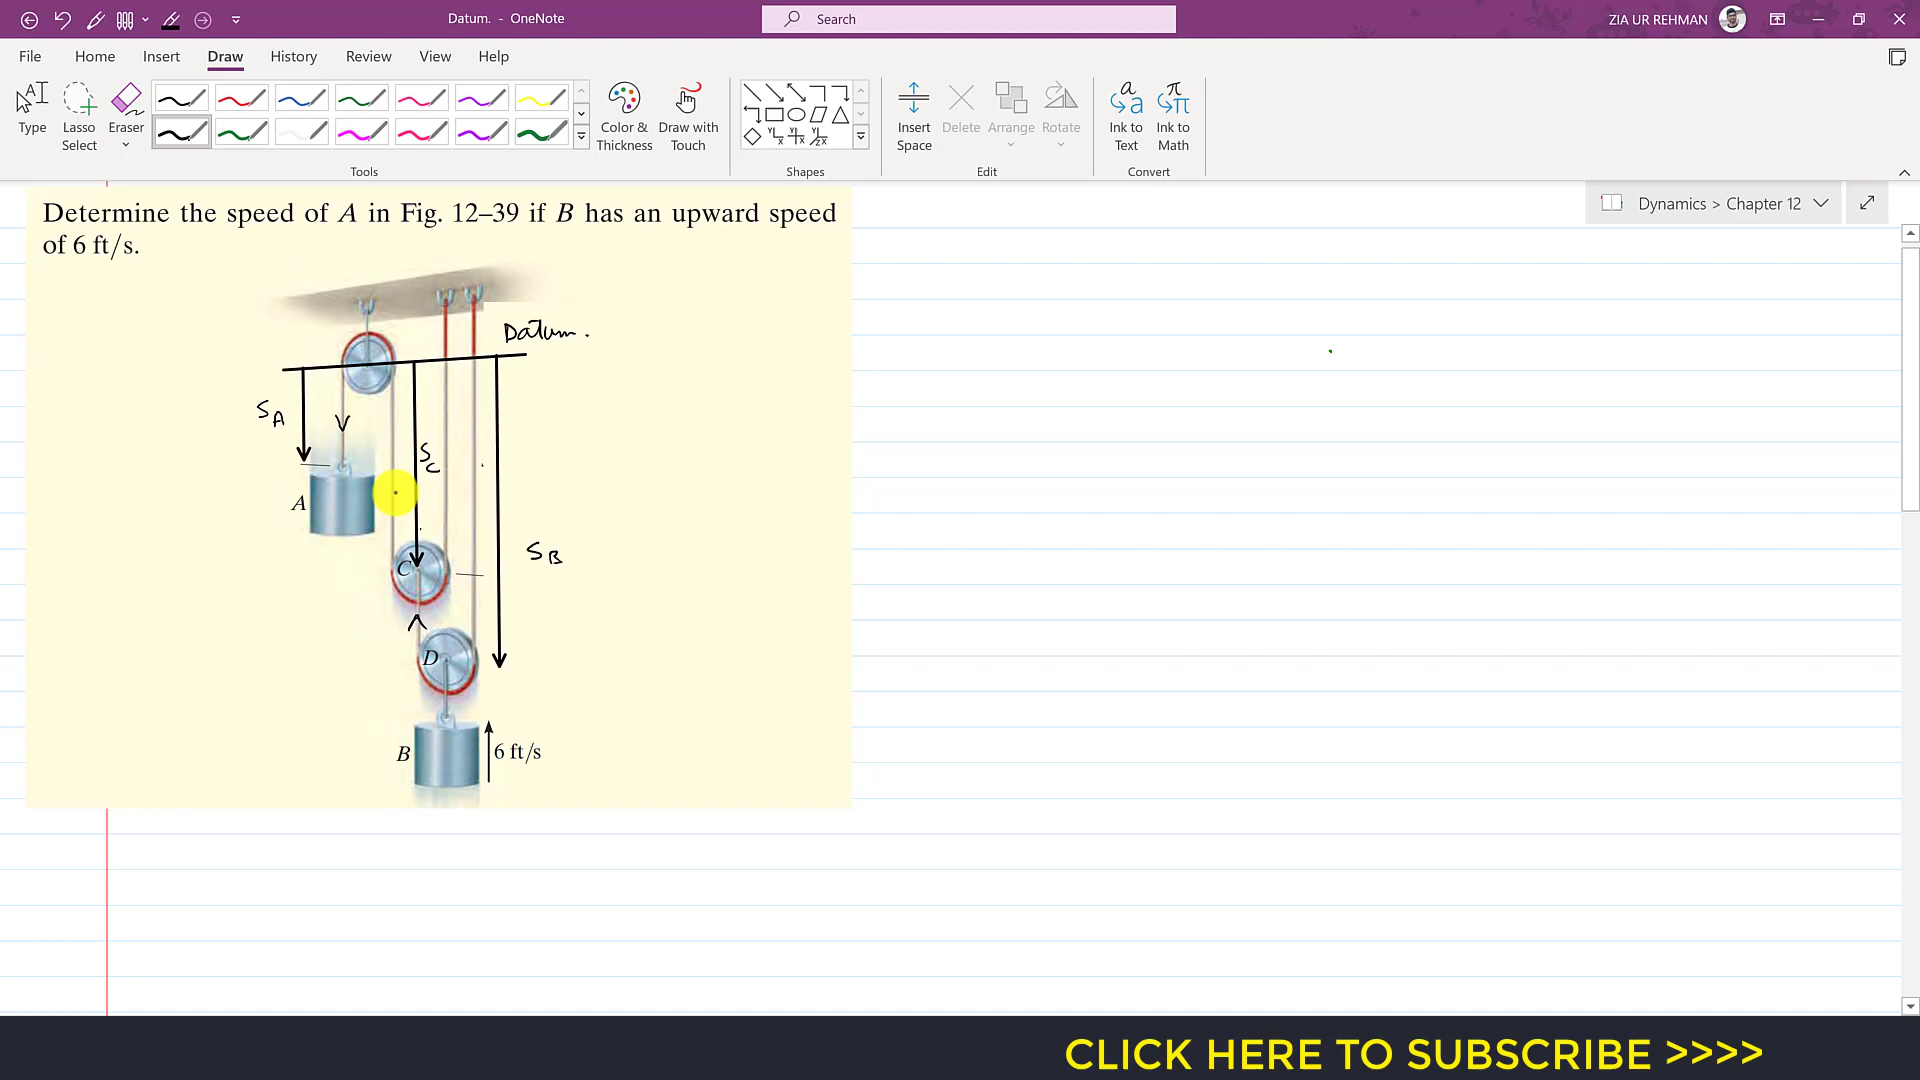 Datum. - OneNote
Search
ZIA UR REHMAN
File Home Insert Draw History Review View Help
Type
Lasso Select
Eraser
Color & Thickness
Draw with Touch
Insert Space
Delete
Arrange
Rotate
Ink to Text
Ink to Math
Tools
Shapes
Edit
Convert
Dynamics > Chapter 12
Determine the speed of A in Fig. 12–39 if B has an upward speed
of 6 ft/s.
Datum.
SA
SC
A
SB
C
D
B
6 ft/s
CLICK HERE TO SUBSCRIBE >>>>